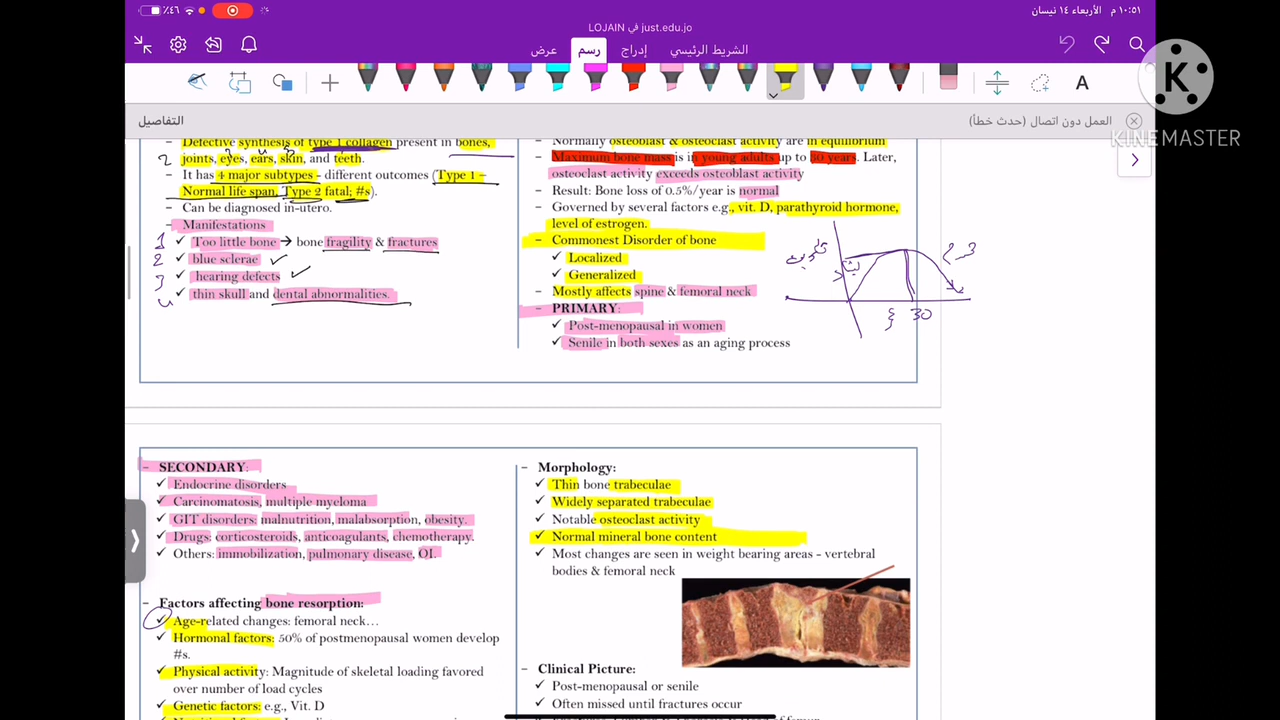 ٪٤٦
١٠:٥١ م الأربعاء ١٤ نيسان
LOJAIN في just.edu.jo
عرض رسم إدراج الشريط الرئيسي
A
التفاصيل
العمل دون اتصال (حدث خطأ)
K
KINEMASTER
- Defective synthesis of type 1 collagen present in bones,
joints, eyes, ears, skin, and teeth.
- It has 4 major subtypes - different outcomes (Type 1 –
Normal life span, Type 2 fatal; #s).
- Can be diagnosed in-utero.
- Manifestations
1 ✓ Too little bone → bone fragility & fractures
2 ✓ blue sclerae ✓
3 ✓ hearing defects ✓
4 ✓ thin skull and dental abnormalities.
- Normally osteoblast & osteoclast activity are in equilibrium
- Maximum bone mass is in young adults up to 30 years. Later,
osteoclast activity exceeds osteoblast activity
- Result: Bone loss of 0.5%/year is normal
- Governed by several factors e.g., vit. D, parathyroid hormone,
level of estrogen.
- Commonest Disorder of bone
✓ Localized
✓ Generalized
- Mostly affects spine & femoral neck
- PRIMARY:
✓ Post-menopausal in women
✓ Senile in both sexes as an aging process
30
- SECONDARY:
✓ Endocrine disorders
✓ Carcinomatosis, multiple myeloma
✓ GIT disorders: malnutrition, malabsorption, obesity.
✓ Drugs: corticosteroids, anticoagulants, chemotherapy.
✓ Others: immobilization, pulmonary disease, OI.
- Factors affecting bone resorption:
✓ Age-related changes: femoral neck…
✓ Hormonal factors: 50% of postmenopausal women develop
#s.
✓ Physical activity: Magnitude of skeletal loading favored
over number of load cycles
✓ Genetic factors: e.g., Vit. D
- Morphology:
✓ Thin bone trabeculae
✓ Widely separated trabeculae
✓ Notable osteoclast activity
✓ Normal mineral bone content
✓ Most changes are seen in weight bearing areas - vertebral
bodies & femoral neck
- Clinical Picture:
✓ Post-menopausal or senile
✓ Often missed until fractures occur